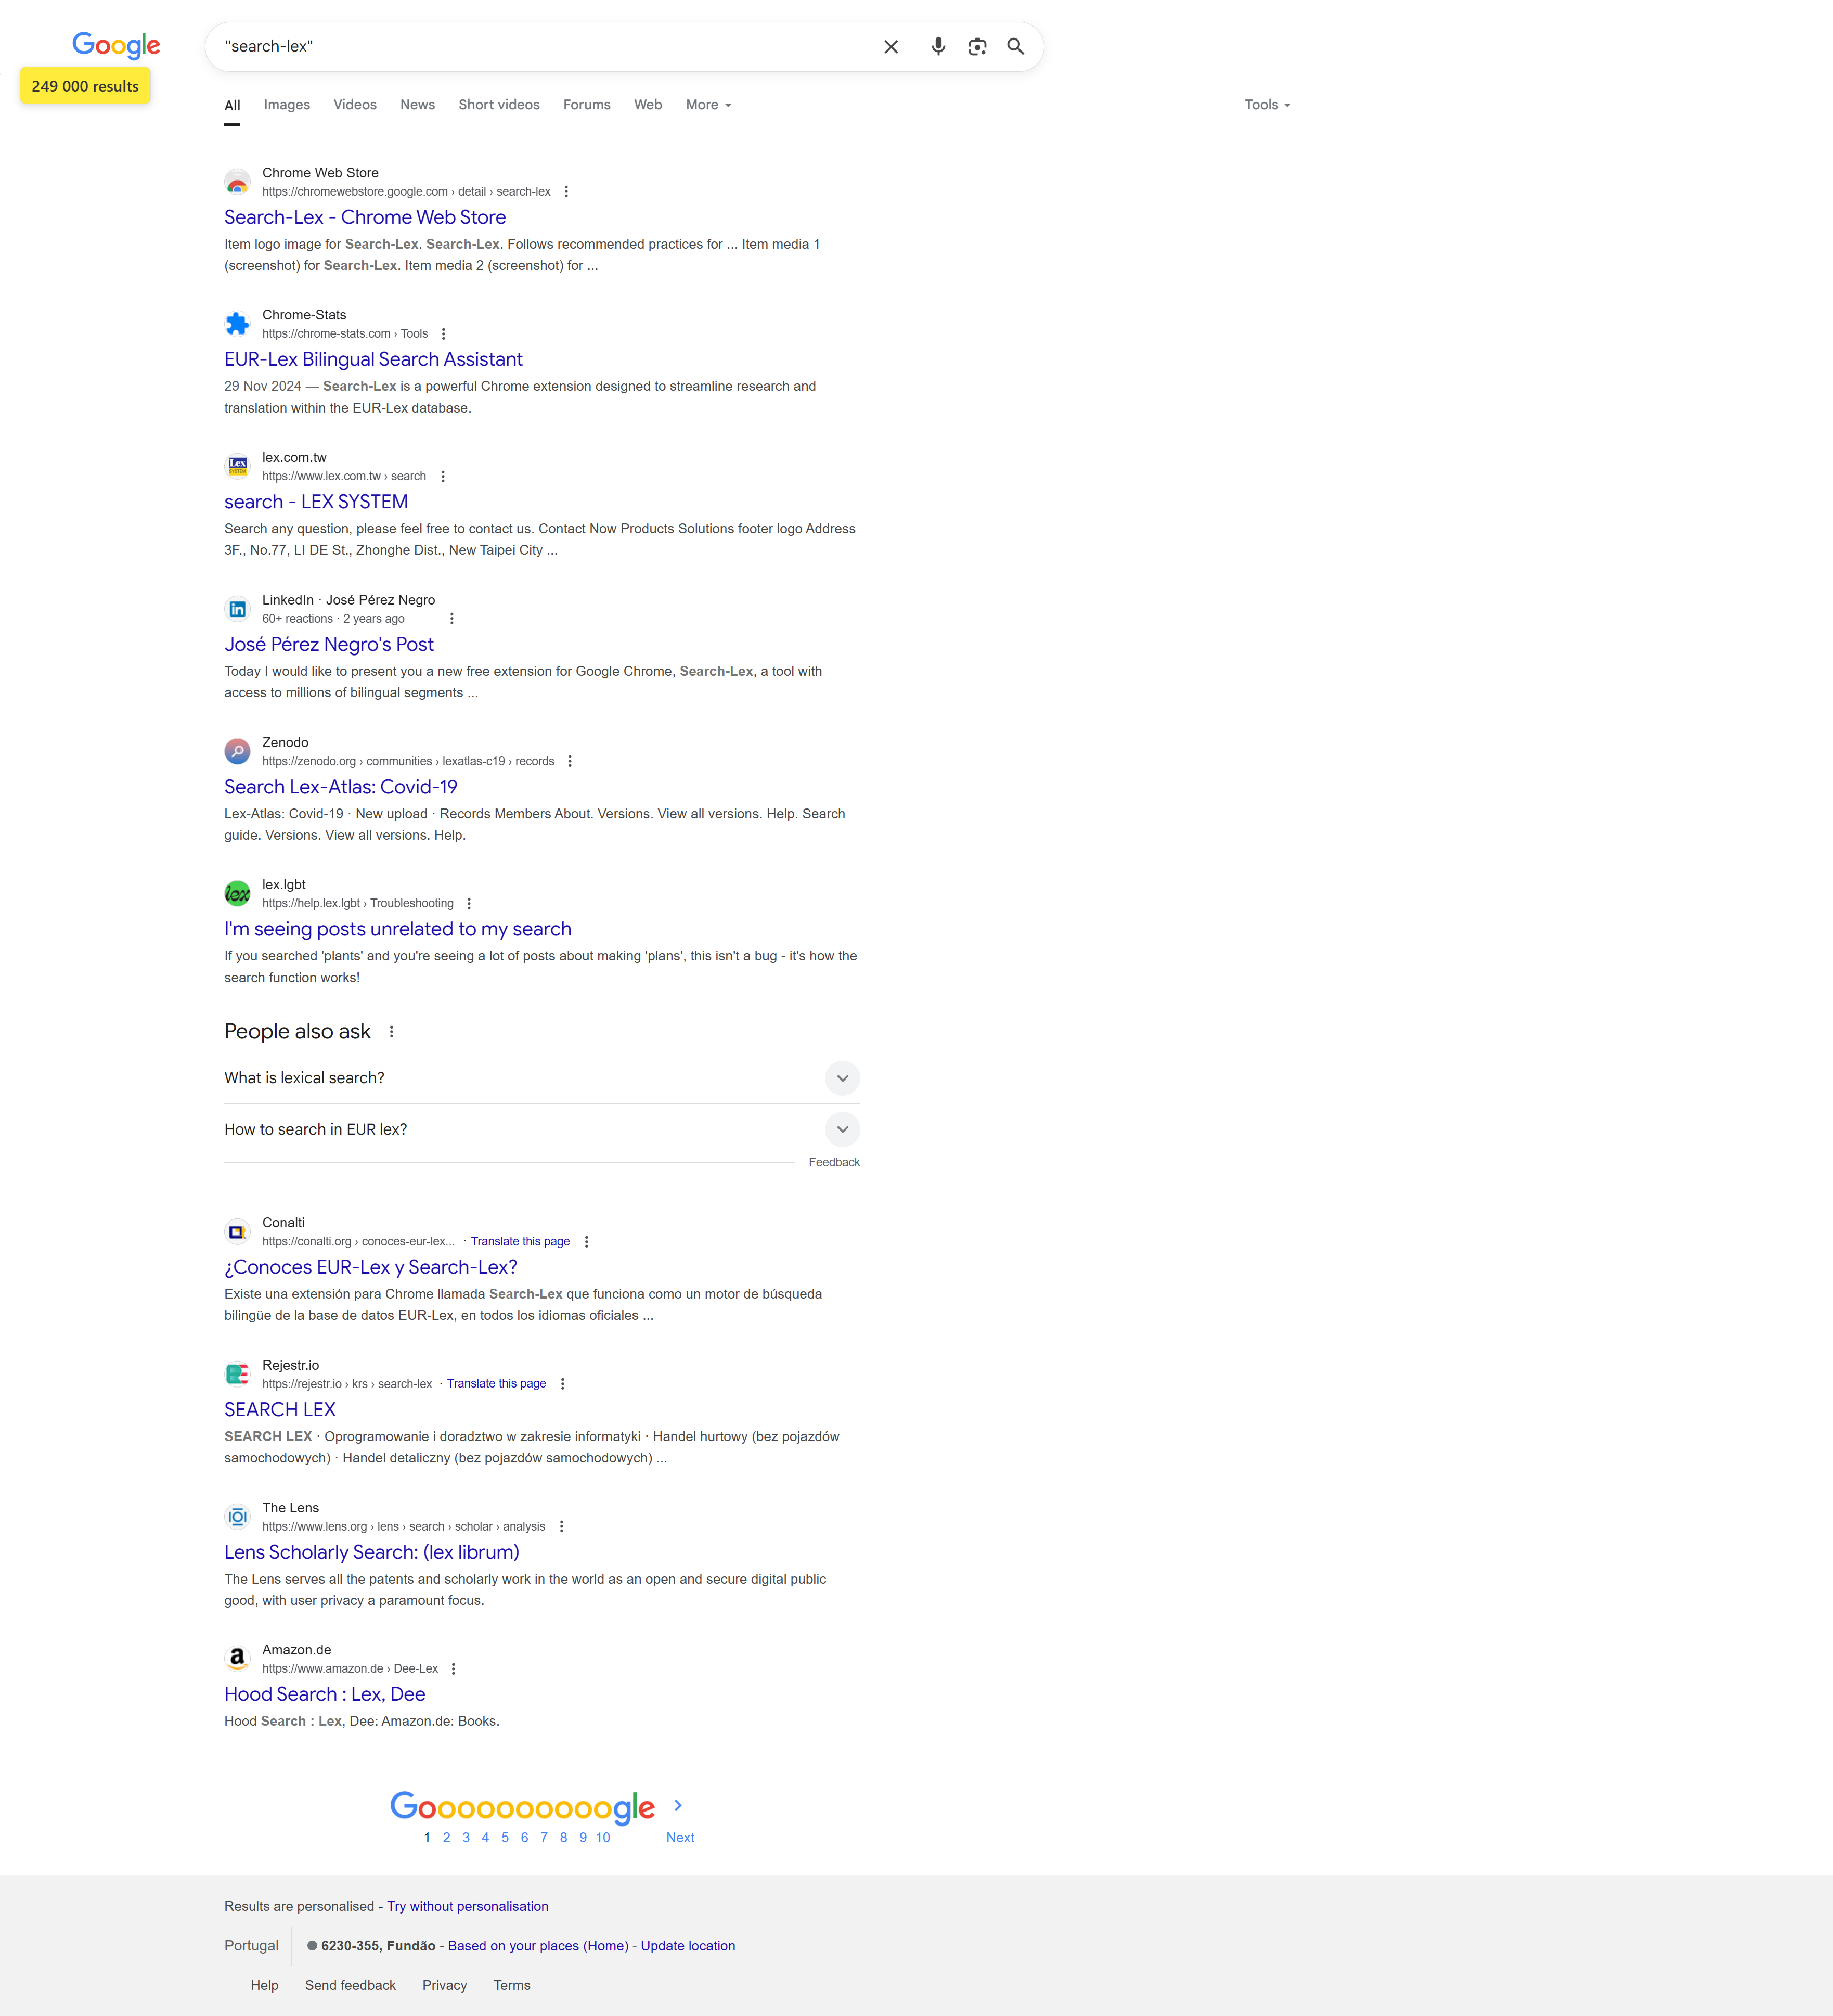 Google
"search-lex"
249 000 results
All Images Videos News Short videos Forums Web More Tools
Chrome Web Store
https://chromewebstore.google.com › detail › search-lex
Search-Lex - Chrome Web Store
Item logo image for Search-Lex. Search-Lex. Follows recommended practices for ... Item media 1
(screenshot) for Search-Lex. Item media 2 (screenshot) for ...
Chrome-Stats
https://chrome-stats.com › Tools
EUR-Lex Bilingual Search Assistant
29 Nov 2024 — Search-Lex is a powerful Chrome extension designed to streamline research and
translation within the EUR-Lex database.
Lex
SYSTEM
lex.com.tw
https://www.lex.com.tw › search
search - LEX SYSTEM
Search any question, please feel free to contact us. Contact Now Products Solutions footer logo Address
3F., No.77, LI DE St., Zhonghe Dist., New Taipei City ...
in
LinkedIn · José Pérez Negro
60+ reactions · 2 years ago
José Pérez Negro's Post
Today I would like to present you a new free extension for Google Chrome, Search-Lex, a tool with
access to millions of bilingual segments ...
Zenodo
https://zenodo.org › communities › lexatlas-c19 › records
Search Lex-Atlas: Covid-19
Lex-Atlas: Covid-19 · New upload · Records Members About. Versions. View all versions. Help. Search
guide. Versions. View all versions. Help.
lex
lex.lgbt
https://help.lex.lgbt › Troubleshooting
I'm seeing posts unrelated to my search
If you searched 'plants' and you're seeing a lot of posts about making 'plans', this isn't a bug - it's how the
search function works!
People also ask
What is lexical search?
How to search in EUR lex?
Feedback
Conalti
https://conalti.org › conoces-eur-lex... · Translate this page
¿Conoces EUR-Lex y Search-Lex?
Existe una extensión para Chrome llamada Search-Lex que funciona como un motor de búsqueda
bilingüe de la base de datos EUR-Lex, en todos los idiomas oficiales ...
Rejestr.io
https://rejestr.io › krs › search-lex · Translate this page
SEARCH LEX
SEARCH LEX · Oprogramowanie i doradztwo w zakresie informatyki · Handel hurtowy (bez pojazdów
samochodowych) · Handel detaliczny (bez pojazdów samochodowych) ...
The Lens
https://www.lens.org › lens › search › scholar › analysis
Lens Scholarly Search: (lex librum)
The Lens serves all the patents and scholarly work in the world as an open and secure digital public
good, with user privacy a paramount focus.
a
Amazon.de
https://www.amazon.de › Dee-Lex
Hood Search : Lex, Dee
Hood Search : Lex, Dee: Amazon.de: Books.
Goooooooooogle
1 2 3 4 5 6 7 8 9 10 Next
Results are personalised - Try without personalisation
Portugal 6230-355, Fundão - Based on your places (Home) - Update location
Help Send feedback Privacy Terms